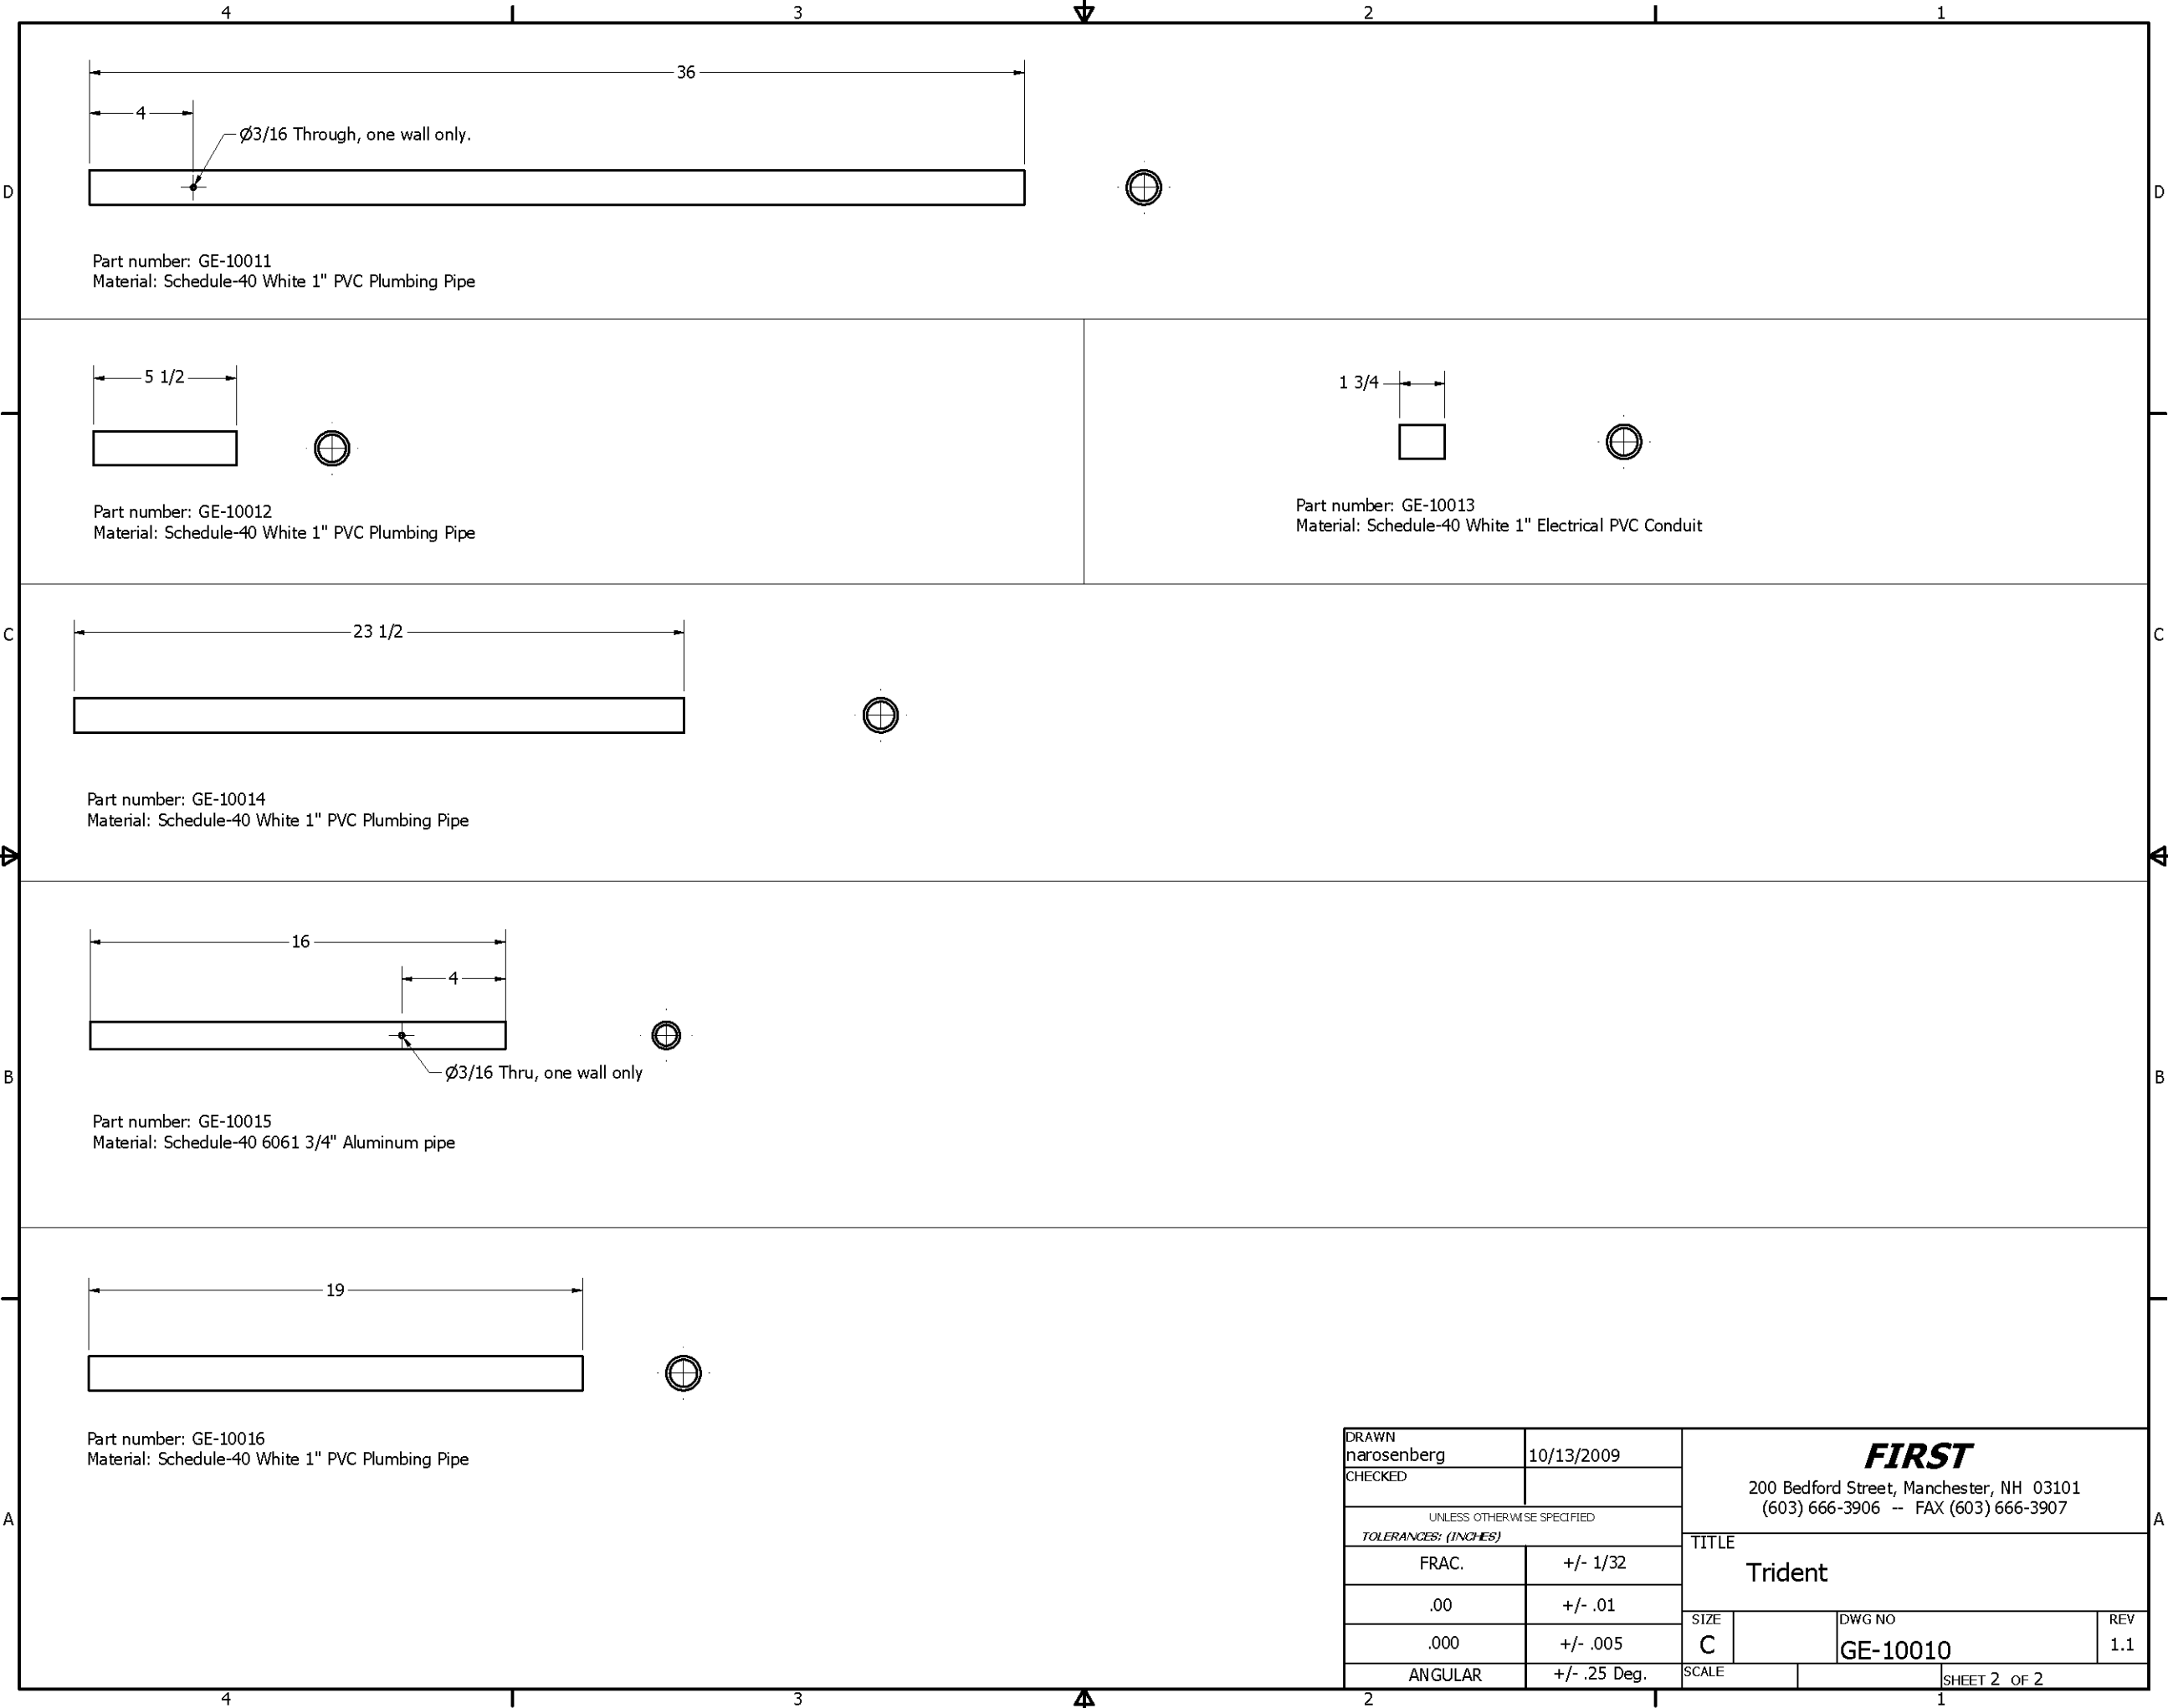 4 3 2 1
36
4
Ø3/16 Through, one wall only.
D D
Part number: GE-10011
Material: Schedule-40 White 1" PVC Plumbing Pipe
5 1/2
1 3/4
Part number: GE-10012
Material: Schedule-40 White 1" PVC Plumbing Pipe
Part number: GE-10013
Material: Schedule-40 White 1" Electrical PVC Conduit
23 1/2
C C
Part number: GE-10014
Material: Schedule-40 White 1" PVC Plumbing Pipe
16
4
Ø3/16 Thru, one wall only
B B
Part number: GE-10015
Material: Schedule-40 6061 3/4" Aluminum pipe
19
Part number: GE-10016
Material: Schedule-40 White 1" PVC Plumbing Pipe
A A
DRAWN
narosenberg 10/13/2009
CHECKED
UNLESS OTHERWISE SPECIFIED
TOLERANCES: (INCHES)
FRAC. +/- 1/32
.00 +/- .01
.000 +/- .005
ANGULAR +/- .25 Deg.
FIRST
200 Bedford Street, Manchester, NH 03101
(603) 666-3906 -- FAX (603) 666-3907
TITLE
Trident
SIZE
C
DWG NO
GE-10010
REV
1.1
SCALE
SHEET 2 OF 2
4 3 2 1